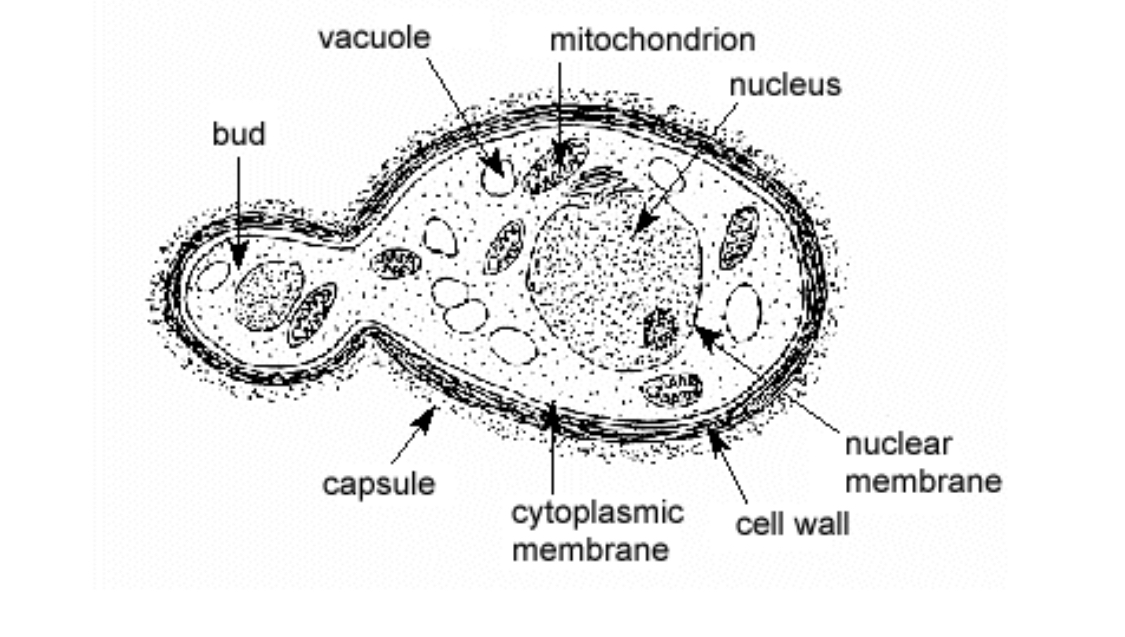 vacuole
mitochondrion
nucleus
bud
nuclear
membrane
capsule
cytoplasmic
membrane
cell wall